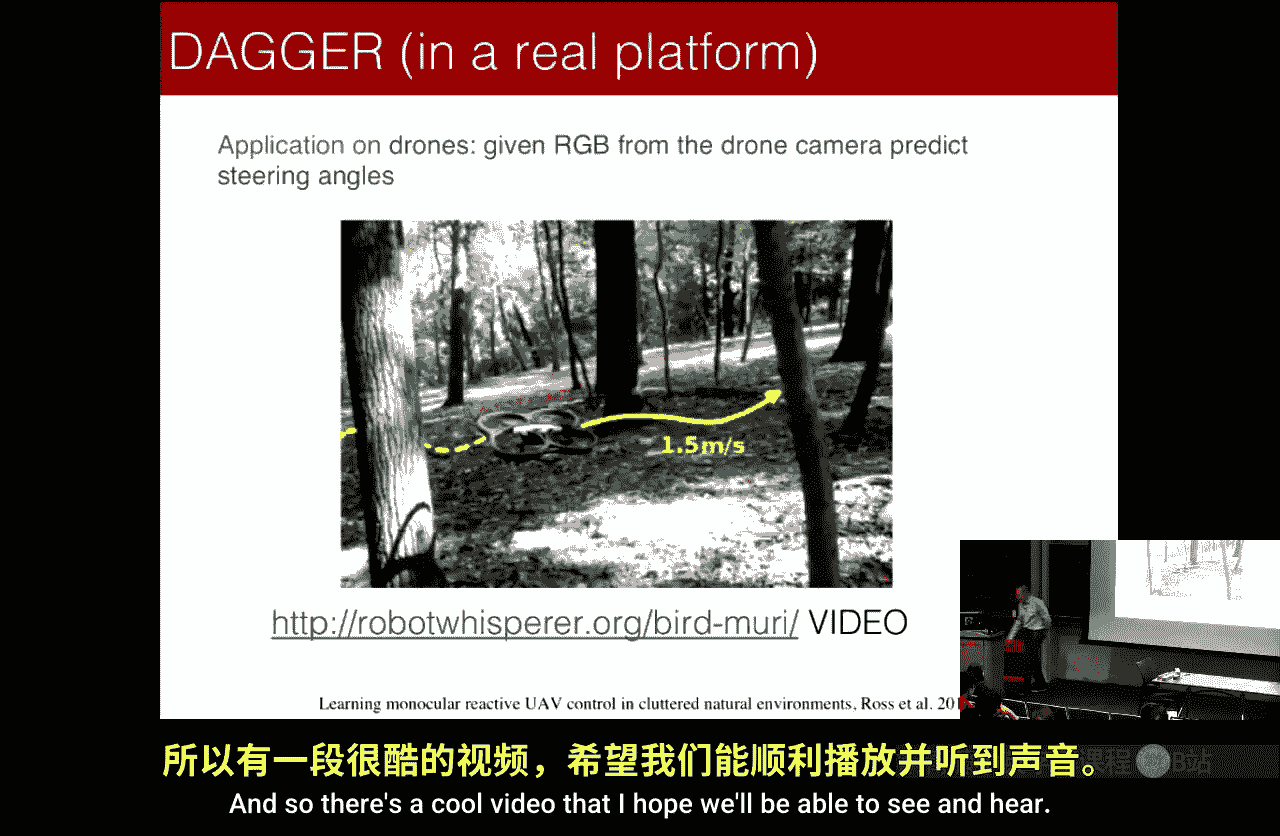 DAGGER (in a real platform)
Application on drones: given RGB from the drone camera predict
steering angles
1.5m/s
http://robotwhisperer.org/bird-muri/ VIDEO
Learning monocular reactive UAV control in cluttered natural environments, Ross et al. 20
课程 B站
所以有一段很酷的视频，希望我们能顺利播放并听到声音。
And so there's a cool video that I hope we'll be able to see and hear.